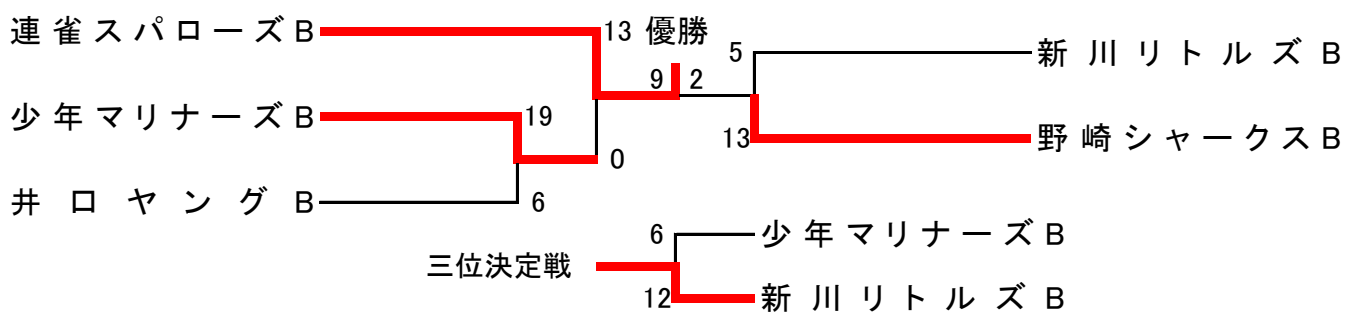 連雀スパローズB 13 優勝
5 新川リトルズB
9 2
少年マリナーズB 19
13 野崎シャークスB
0
井口ヤングB 6
6 少年マリナーズB
三位決定戦
12 新川リトルズB